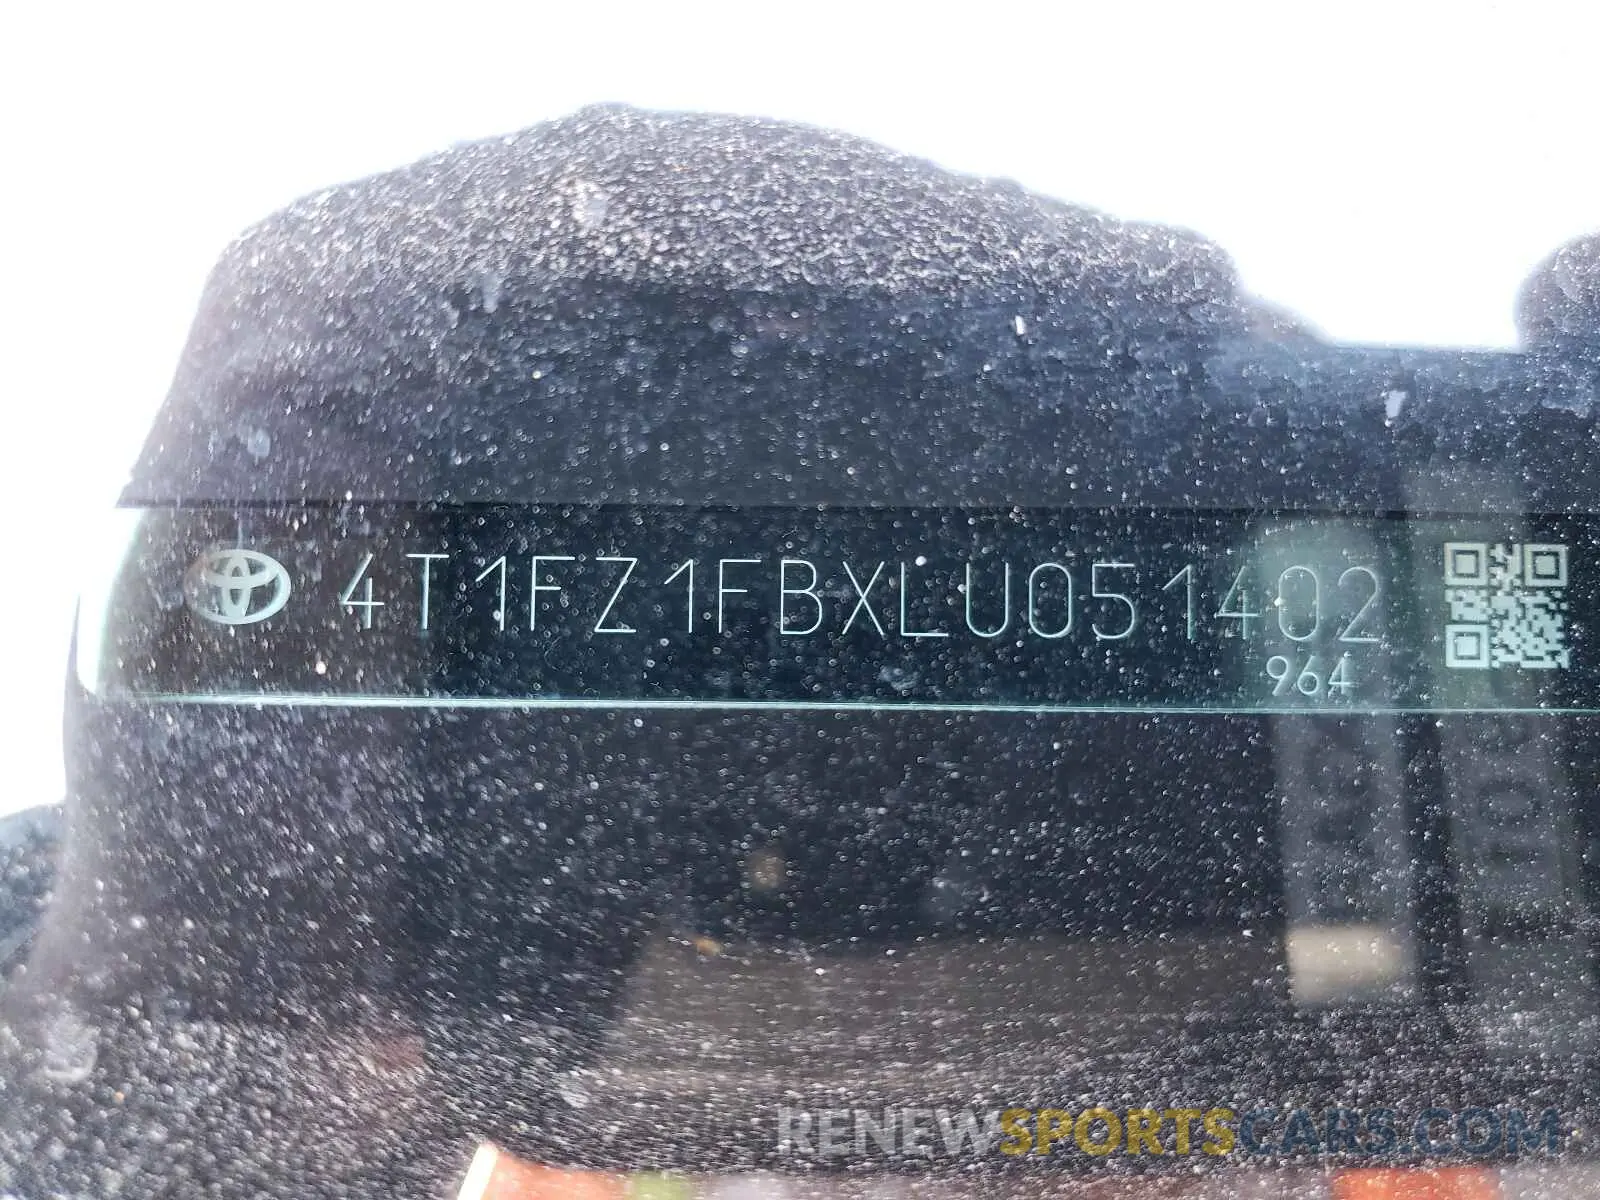 4T1FZ1FBXLU051402
964
RENEWSPORTSCARS.COM